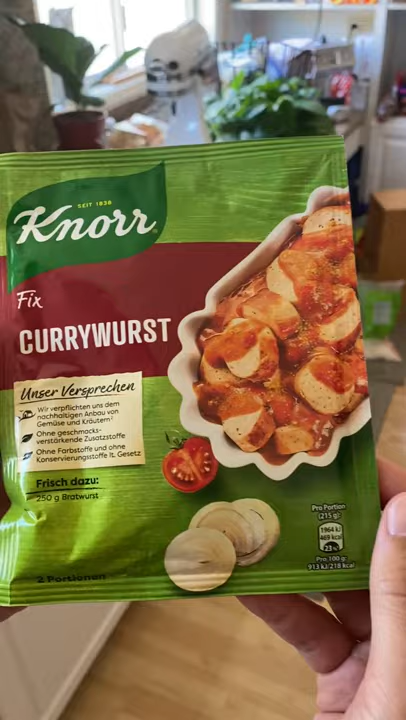 SEIT 1838
Knorr
Fix
CURRYWURST
Unser Versprechen
Wir verpflichten uns dem
nachhaltigen Anbau von
Gemüse und Kräutern¹
Ohne geschmacks-
verstärkende Zusatzstoffe
Ohne Farbstoffe und ohne
Konservierungsstoffe lt. Gesetz
Frisch dazu:
250 g Bratwurst
2 Portionen
Pro Portion
(215 g):
1964 kJ
469 kcal
23%
Pro 100g:
913 kJ/218 kcal